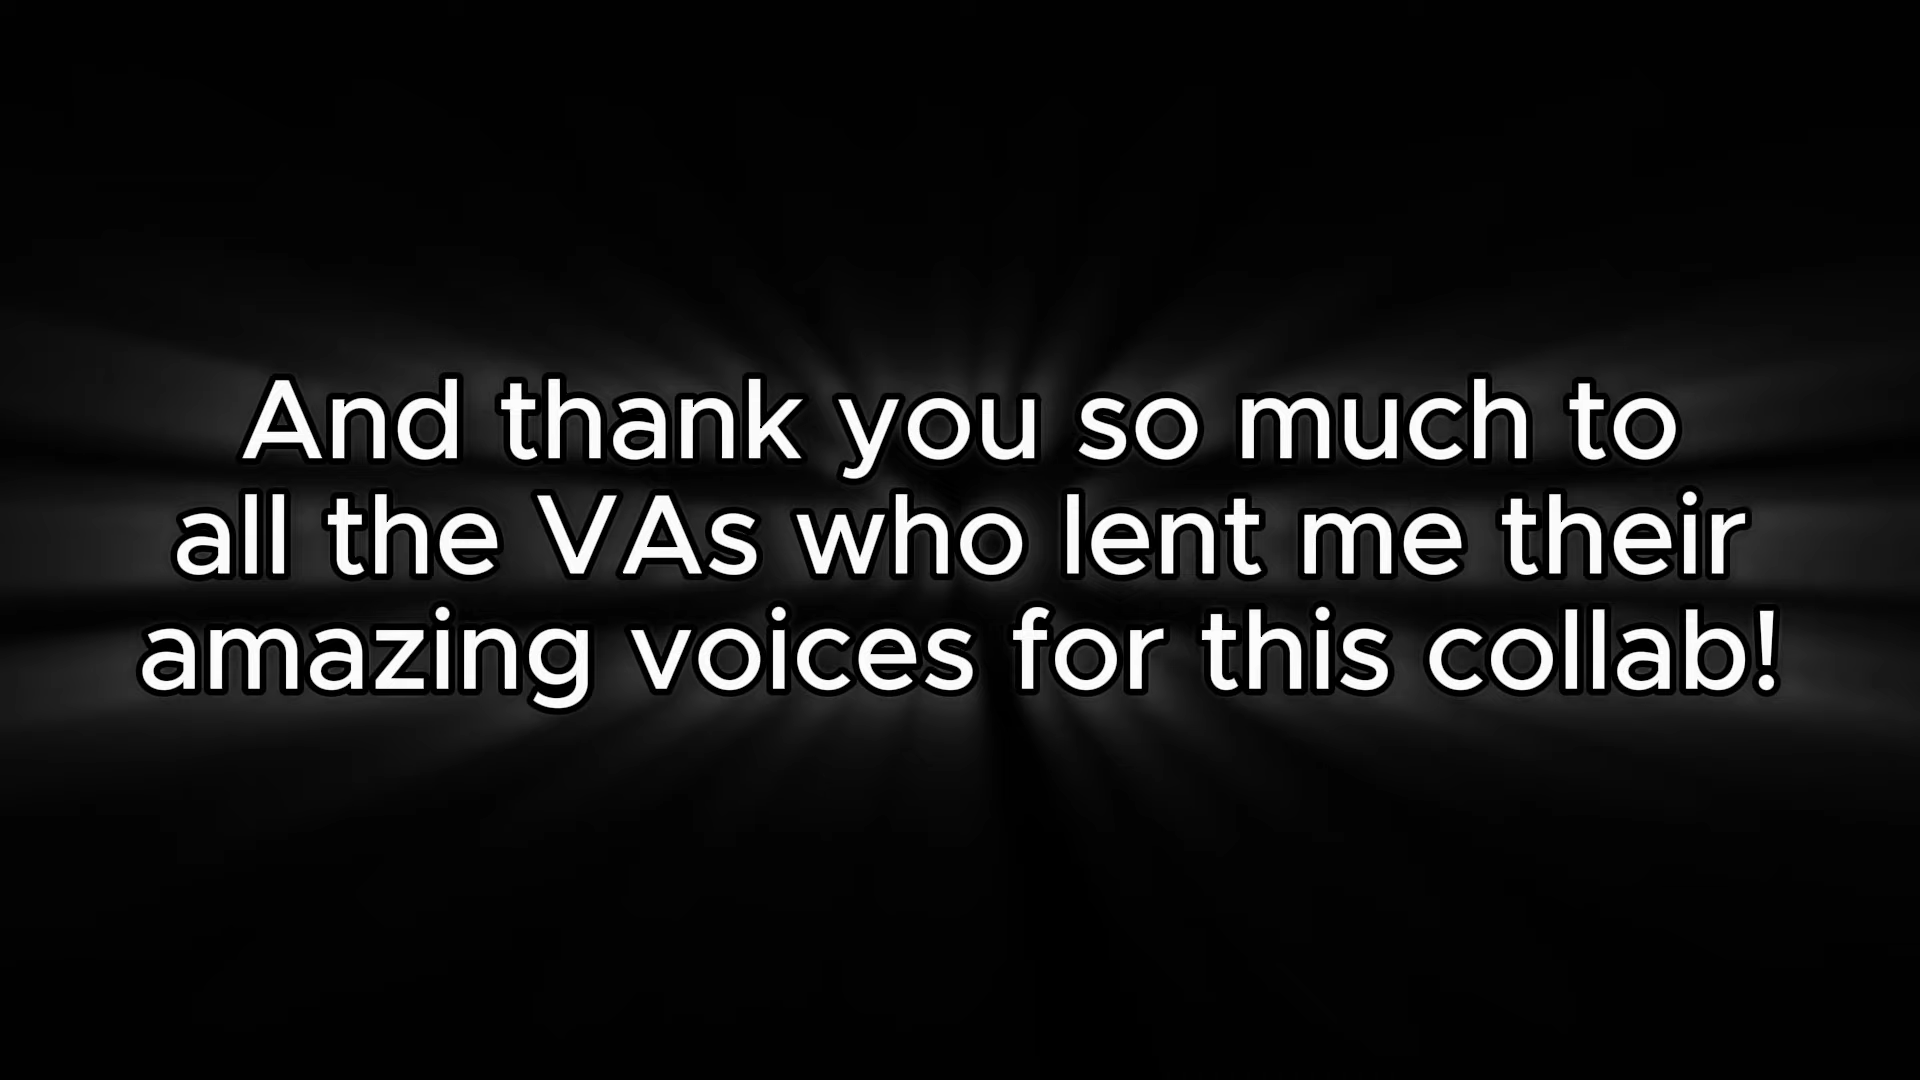 And thank you so much to
all the VAs who lent me their
amazing voices for this collab!